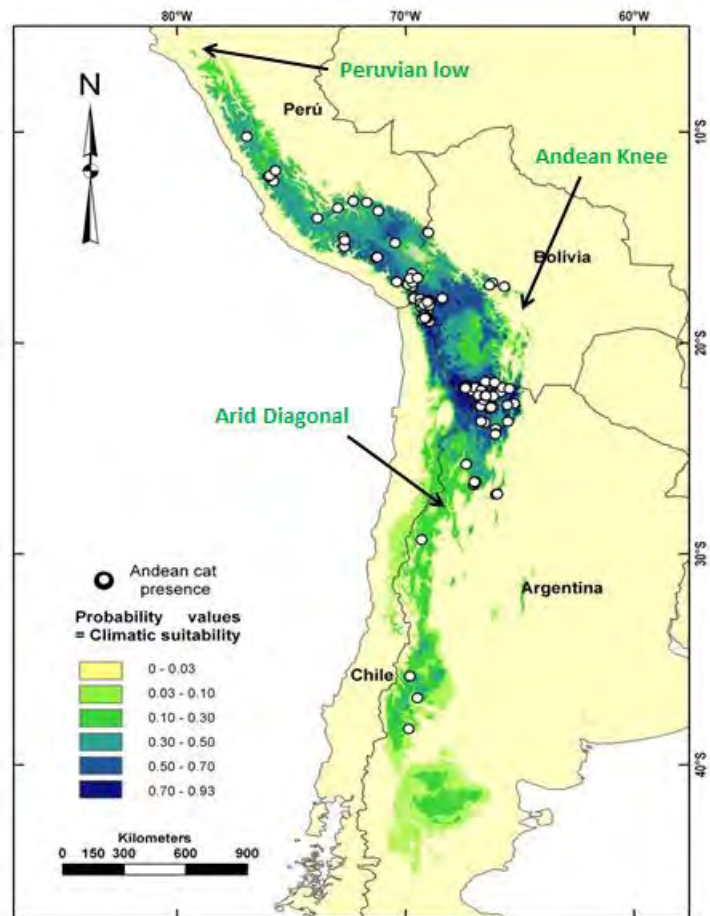 80°W 70°W 60°W
Peruvian low
N
Perú
10°S
Andean Knee
Bolivia
20°S
Arid Diagonal
30°S
Andean cat
presence
Argentina
Probability values
= Climatic suitability
Chile
0 - 0.03
0.03 - 0.10
0.10 - 0.30
0.30 - 0.50
0.50 - 0.70
0.70 - 0.93
40°S
Kilometers
0 150 300 600 900